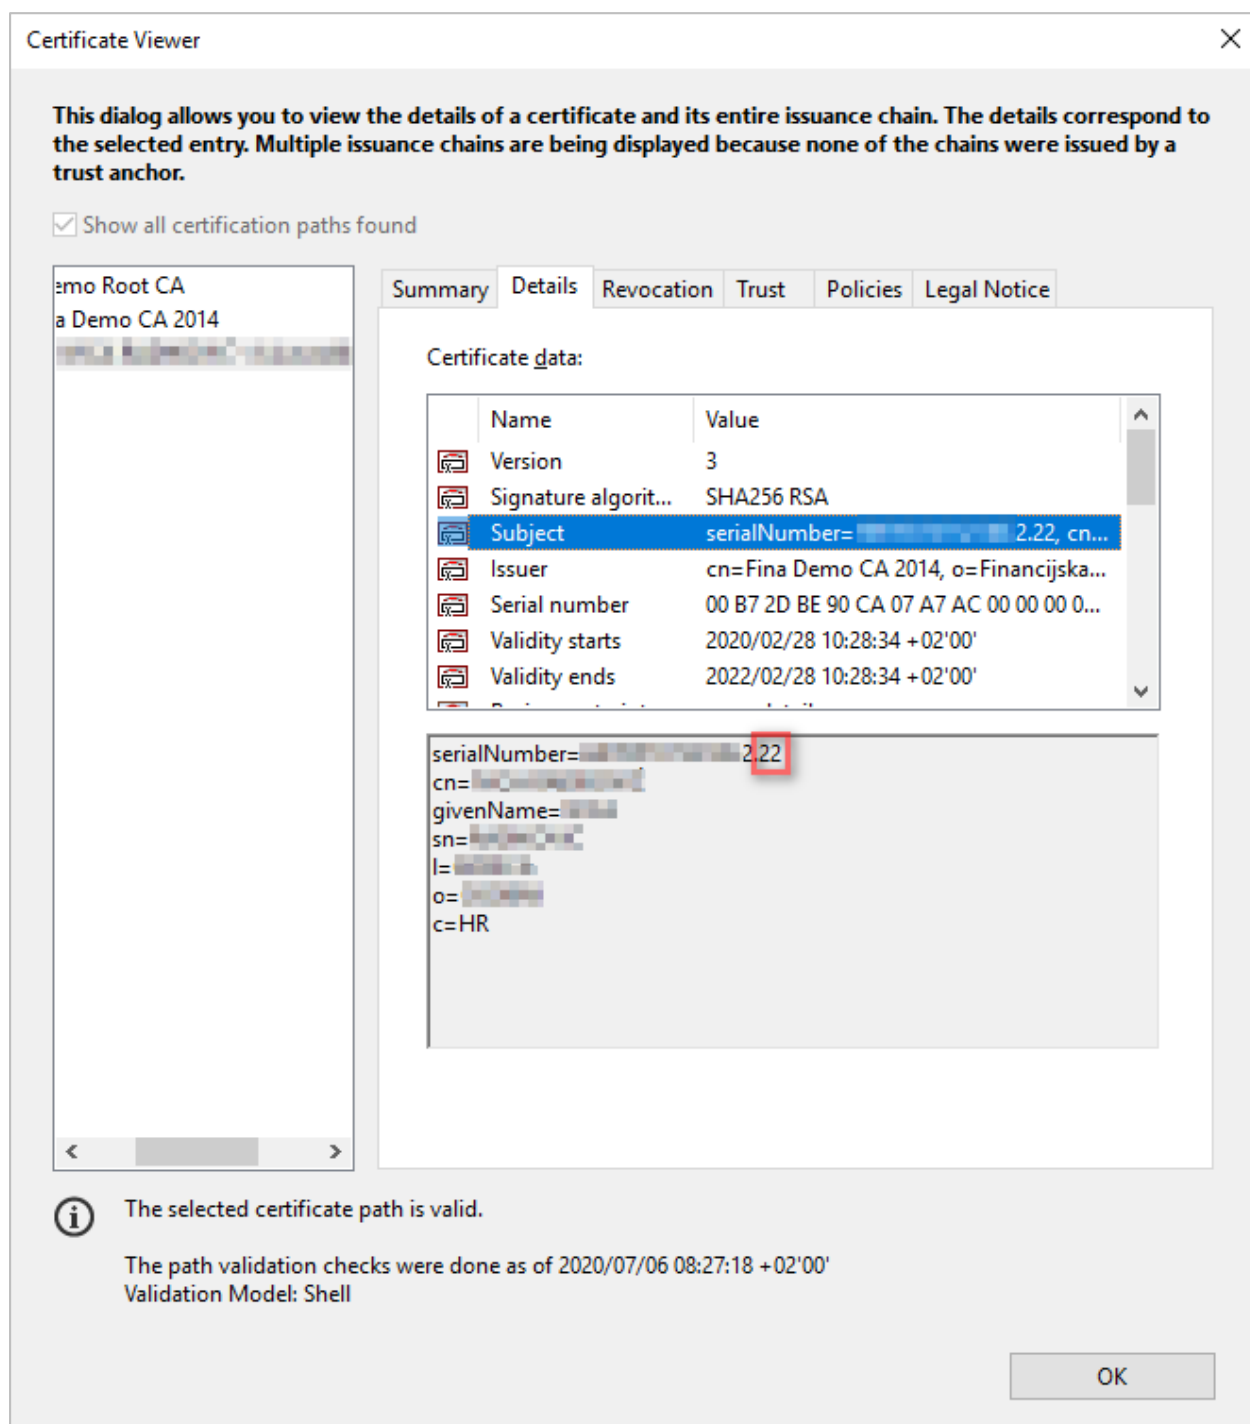 Certificate Viewer
This dialog allows you to view the details of a certificate and its entire issuance chain. The details correspond to
the selected entry. Multiple issuance chains are being displayed because none of the chains were issued by a
trust anchor.
Show all certification paths found
emo Root CA
a Demo CA 2014
Summary Details Revocation Trust Policies Legal Notice
Certificate data:
Name Value
Version 3
Signature algorit... SHA256 RSA
Subject serialNumber= 2.22, cn...
Issuer cn=Fina Demo CA 2014, o=Financijska...
Serial number 00 B7 2D BE 90 CA 07 A7 AC 00 00 00 0...
Validity starts 2020/02/28 10:28:34 +02'00'
Validity ends 2022/02/28 10:28:34 +02'00'
serialNumber= 2.22
cn=
givenName=
sn=
l=
o=
c=HR
The selected certificate path is valid.
The path validation checks were done as of 2020/07/06 08:27:18 +02'00'
Validation Model: Shell
OK